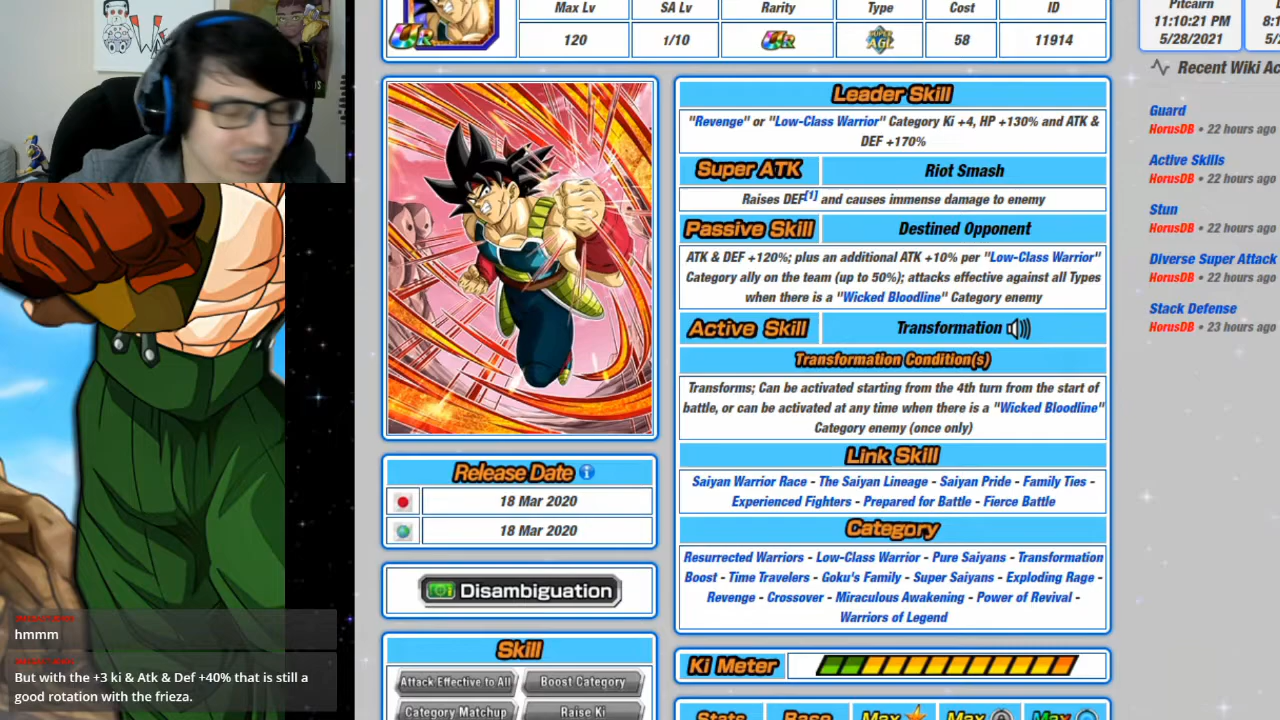 Max Lv SA Lv Rarity Type Cost ID
120 1/10 UR SUPER AGL 58 11914
UR
Pitcairn
11:10:21 PM
5/28/2021
Recent Wiki Ac
Guard
HorusDB • 22 hours ago
Active Skills
HorusDB • 22 hours ago
Stun
HorusDB • 22 hours ago
Diverse Super Attack
HorusDB • 22 hours ago
Stack Defense
HorusDB • 23 hours ago
Leader Skill
"Revenge" or "Low-Class Warrior" Category Ki +4, HP +130% and ATK &
DEF +170%
Super ATK Riot Smash
Raises DEF[1] and causes immense damage to enemy
Passive Skill Destined Opponent
ATK & DEF +120%; plus an additional ATK +10% per "Low-Class Warrior"
Category ally on the team (up to 50%); attacks effective against all Types
when there is a "Wicked Bloodline" Category enemy
Active Skill Transformation
Transformation Condition(s)
Transforms; Can be activated starting from the 4th turn from the start of
battle, or can be activated at any time when there is a "Wicked Bloodline"
Category enemy (once only)
Link Skill
Saiyan Warrior Race - The Saiyan Lineage - Saiyan Pride - Family Ties -
Experienced Fighters - Prepared for Battle - Fierce Battle
Category
Resurrected Warriors - Low-Class Warrior - Pure Saiyans - Transformation
Boost - Time Travelers - Goku's Family - Super Saiyans - Exploding Rage -
Revenge - Crossover - Miraculous Awakening - Power of Revival -
Warriors of Legend
Ki Meter
Stats Base Max Max Max
Release Date
18 Mar 2020
18 Mar 2020
Disambiguation
Skill
Attack Effective to All Boost Category
Category Matchup Raise Ki
hmmm
But with the +3 ki & Atk & Def +40% that is still a
good rotation with the frieza.